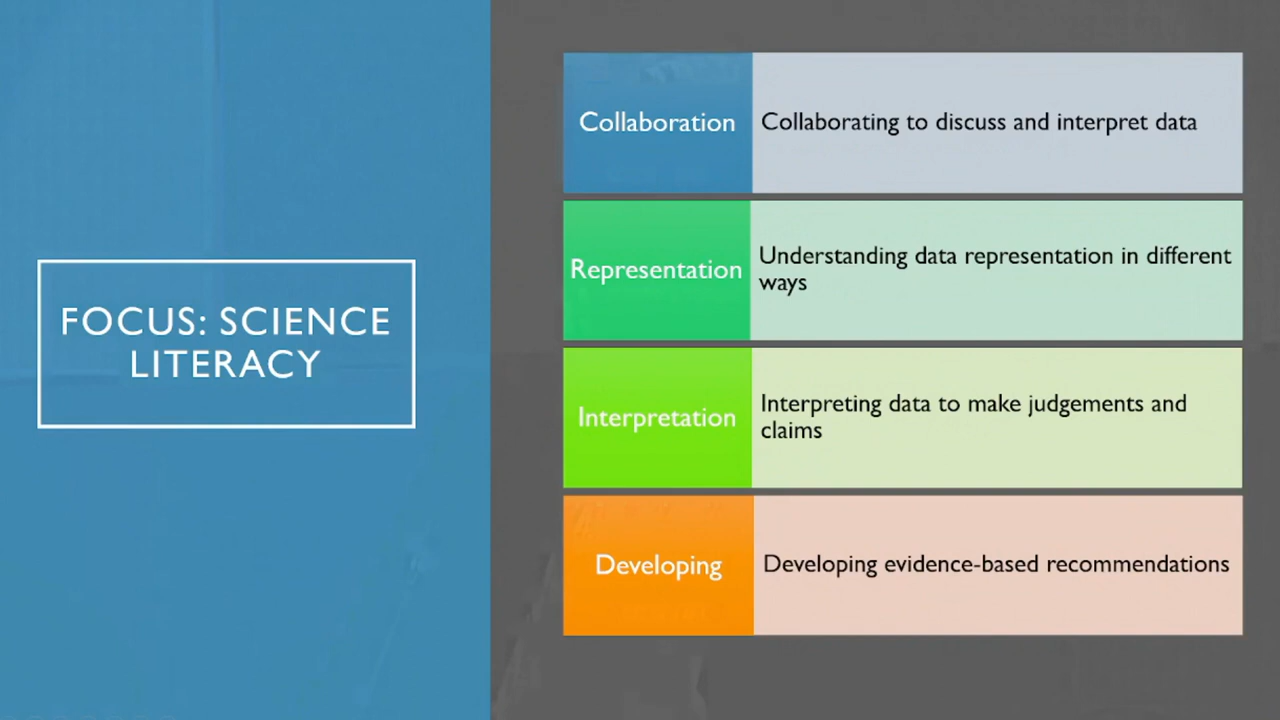 FOCUS: SCIENCE
LITERACY
Collaboration
Collaborating to discuss and interpret data
Representation
Understanding data representation in different
ways
Interpretation
Interpreting data to make judgements and
claims
Developing
Developing evidence-based recommendations